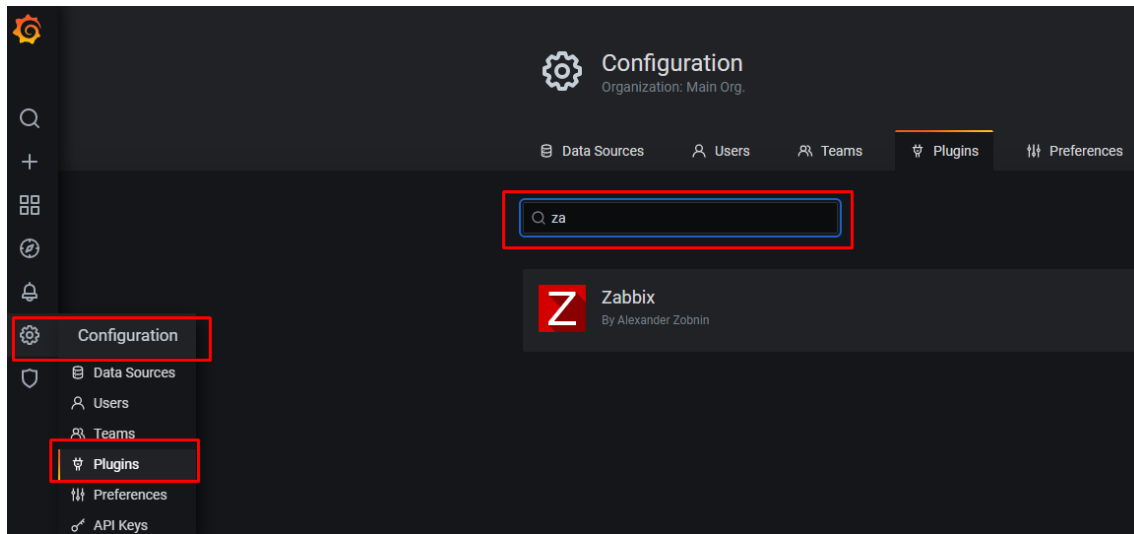 Configuration
Organization: Main Org.
Data Sources
Users
Teams
Plugins
Preferences
za
Z
Zabbix
By Alexander Zobnin
Configuration
Data Sources
Users
Teams
Plugins
Preferences
API Keys